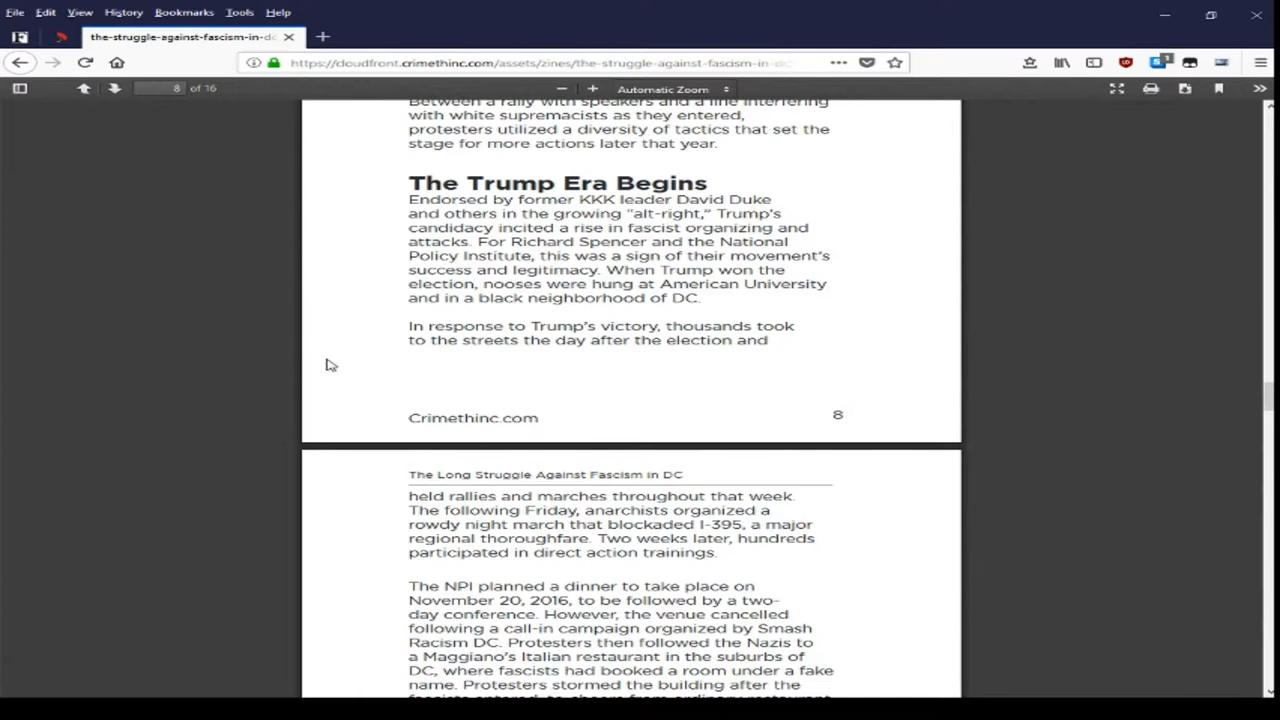 File Edit View History Bookmarks Tools Help
the-struggle-against-fascism-in-dc
https://cloudfront.crimethinc.com/assets/zines/the-struggle-against-fascism-in-dc
8 of 16
Automatic Zoom
Between a rally with speakers and a line interfering
with white supremacists as they entered,
protesters utilized a diversity of tactics that set the
stage for more actions later that year.
The Trump Era Begins
Endorsed by former KKK leader David Duke
and others in the growing “alt-right,” Trump’s
candidacy incited a rise in fascist organizing and
attacks. For Richard Spencer and the National
Policy Institute, this was a sign of their movement’s
success and legitimacy. When Trump won the
election, nooses were hung at American University
and in a black neighborhood of DC.
In response to Trump’s victory, thousands took
to the streets the day after the election and
Crimethinc.com
8
The Long Struggle Against Fascism in DC
held rallies and marches throughout that week.
The following Friday, anarchists organized a
rowdy night march that blockaded I-395, a major
regional thoroughfare. Two weeks later, hundreds
participated in direct action trainings.
The NPI planned a dinner to take place on
November 20, 2016, to be followed by a two-
day conference. However, the venue cancelled
following a call-in campaign organized by Smash
Racism DC. Protesters then followed the Nazis to
a Maggiano’s Italian restaurant in the suburbs of
DC, where fascists had booked a room under a fake
name. Protesters stormed the building after the